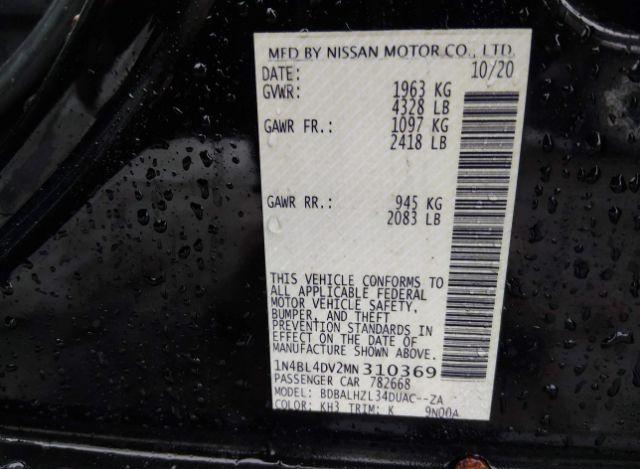 MFD BY NISSAN MOTOR CO., LTD.
DATE: 10/20
GVWR: 1963 KG
4328 LB
GAWR FR.: 1097 KG
2418 LB
GAWR RR.: 945 KG
2083 LB
THIS VEHICLE CONFORMS TO
ALL APPLICABLE FEDERAL
MOTOR VEHICLE SAFETY,
BUMPER, AND THEFT
PREVENTION STANDARDS IN
EFFECT ON THE DATE OF
MANUFACTURE SHOWN ABOVE.
1N4BL4DV2MN310369
PASSENGER CAR 782668
MODEL: BDBALHZL34DUAC--ZA
COLOR: KH3 TRIM: K 9N00A